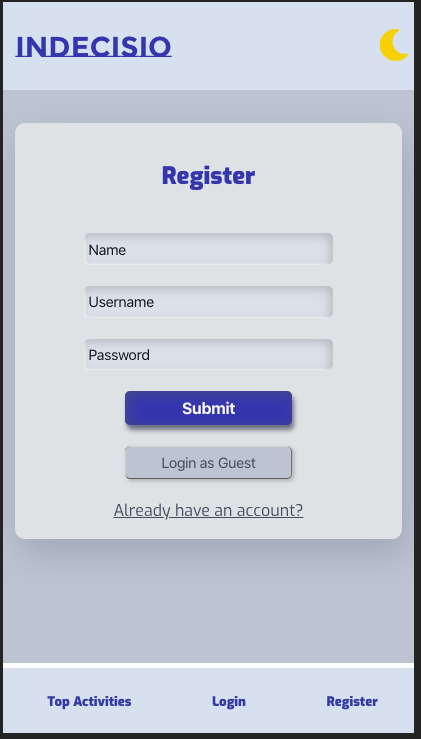 INDECISIO
Register
Name
Username
Password
Submit
Login as Guest
Already have an account?
Top Activities Login Register